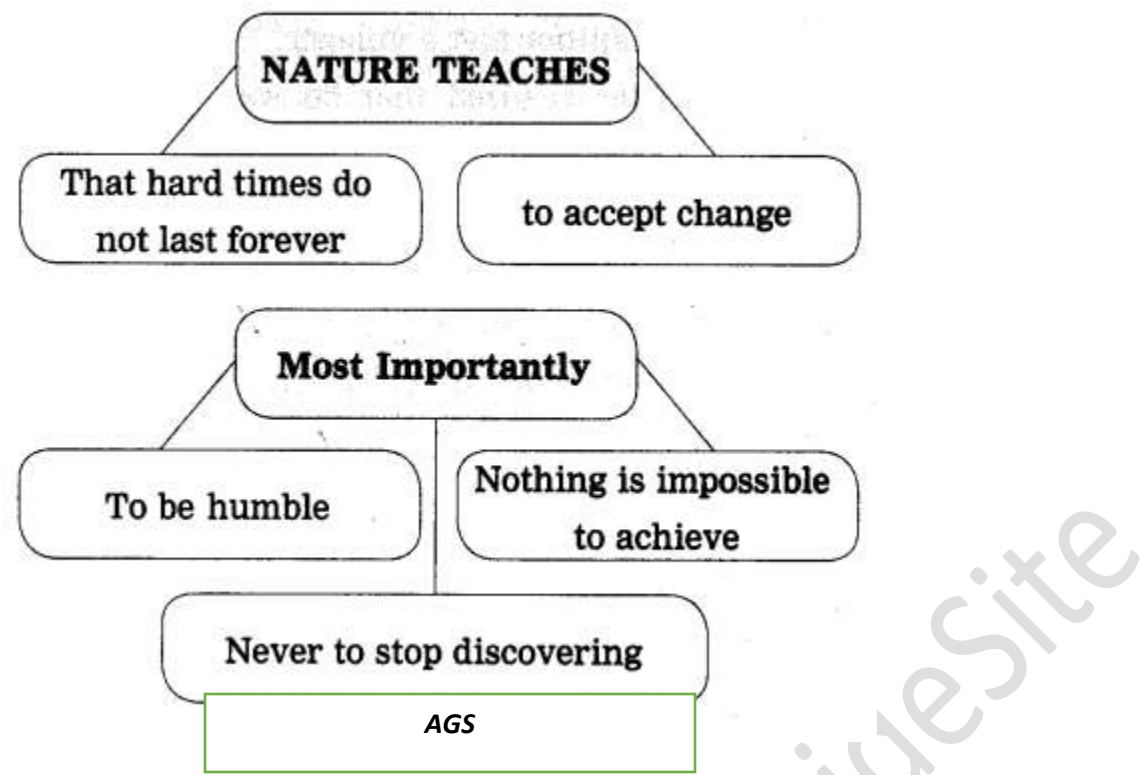 NATURE TEACHES
That hard times do
not last forever
to accept change
Most Importantly
To be humble
Nothing is impossible
to achieve
Never to stop discovering
AGS